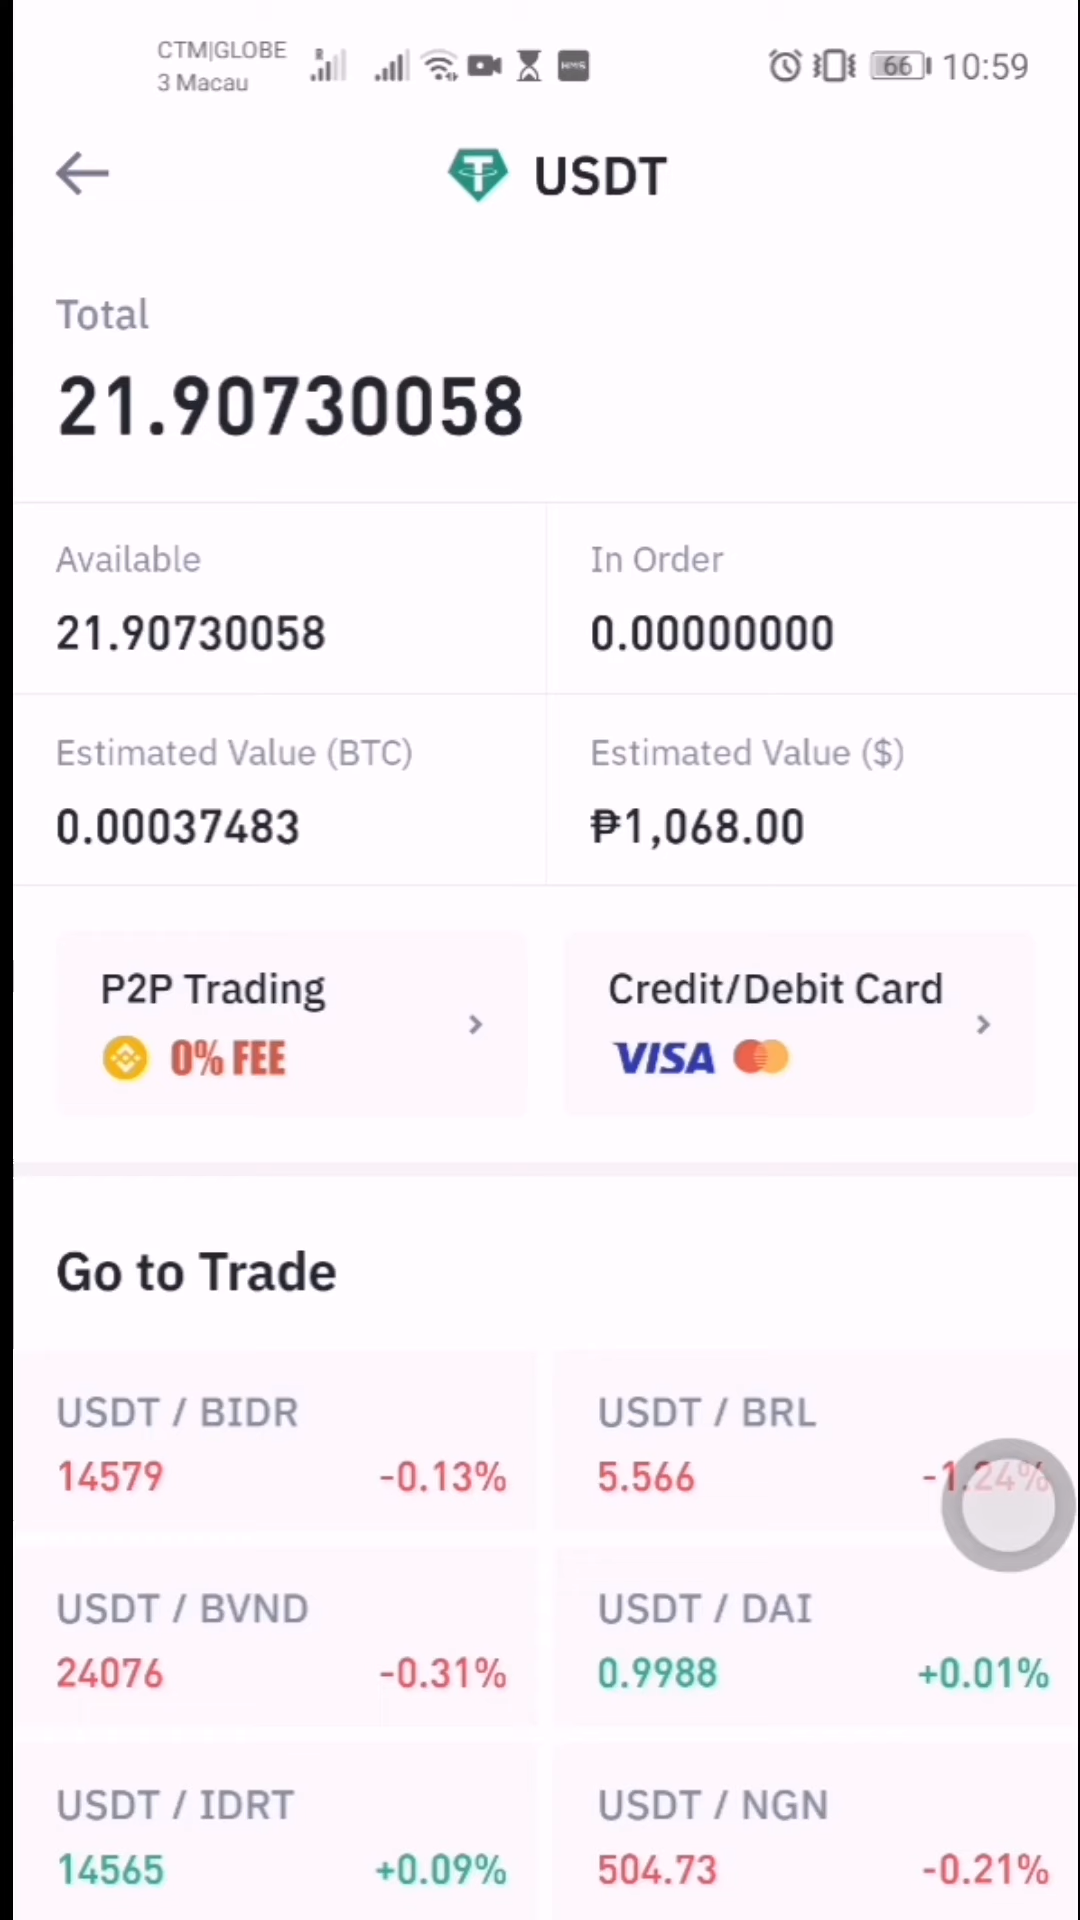 CTM|GLOBE
3 Macau
R
HMS
66 10:59
USDT
Total
21.90730058
Available
In Order
21.90730058
0.00000000
Estimated Value (BTC)
Estimated Value ($)
0.00037483
₱1,068.00
P2P Trading
0% FEE
Credit/Debit Card
VISA
Go to Trade
USDT / BIDR
14579 -0.13%
USDT / BRL
5.566 -1.24%
USDT / BVND
24076 -0.31%
USDT / DAI
0.9988 +0.01%
USDT / IDRT
14565 +0.09%
USDT / NGN
504.73 -0.21%